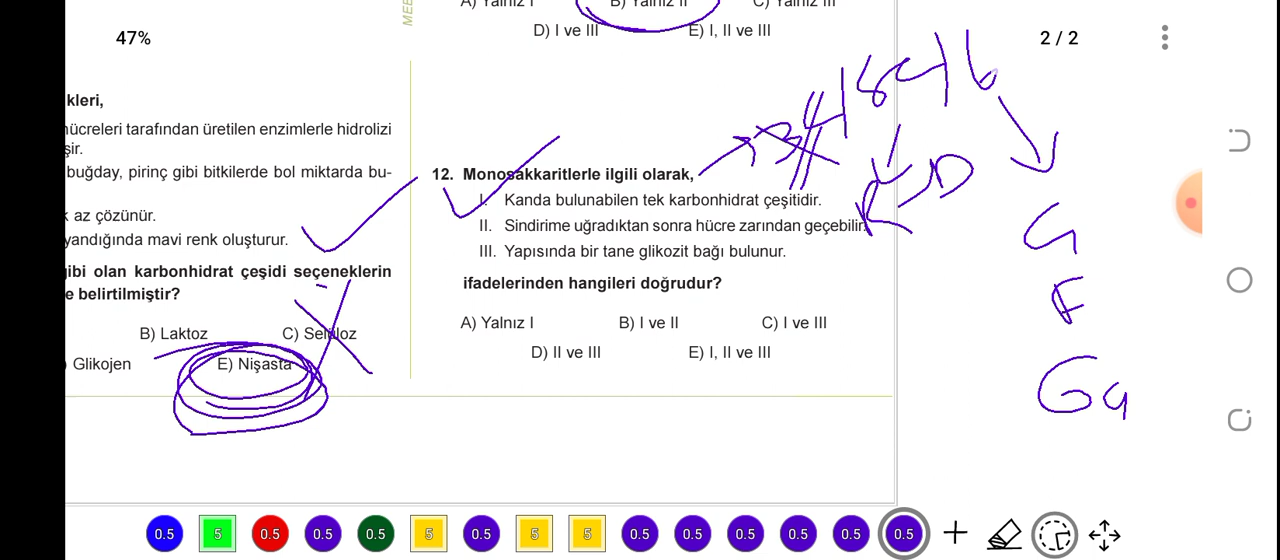 A) Yalnız I B) Yalnız II C) Yalnız III
D) I ve III E) I, II ve III
MEB
47%
2 / 2
kleri,
hücreleri tarafından üretilen enzimlerle hidrolizi
şir.
buğday, pirinç gibi bitkilerde bol miktarda bu-
k az çözünür.
yandığında mavi renk oluşturur.
gibi olan karbonhidrat çeşidi seçeneklerin
e belirtilmiştir?
B) Laktoz C) Selüloz
) Glikojen E) Nişasta
12. Monosakkaritlerle ilgili olarak,
I. Kanda bulunabilen tek karbonhidrat çeşitidir.
II. Sindirime uğradıktan sonra hücre zarından geçebilir.
III. Yapısında bir tane glikozit bağı bulunur.
ifadelerinden hangileri doğrudur?
A) Yalnız I B) I ve II C) I ve III
D) II ve III E) I, II ve III
R D
6
G
F
Ga
0.5 5 0.5 0.5 0.5 5 0.5 5 5 0.5 0.5 0.5 0.5 0.5 0.5